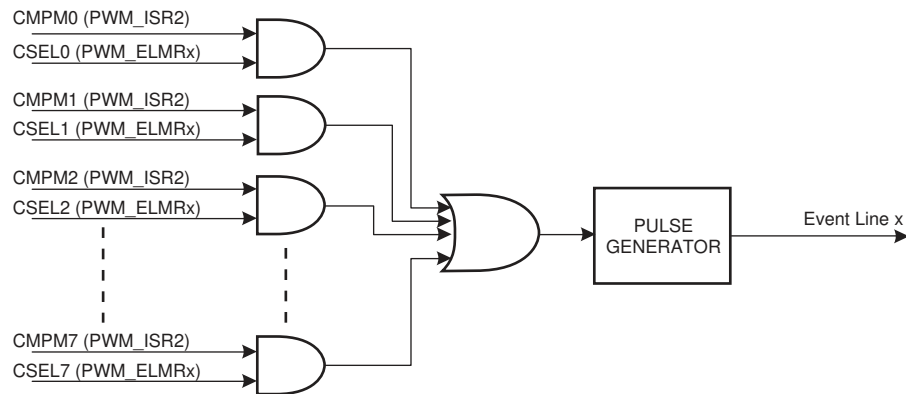 CMPM0 (PWM_ISR2)
CSEL0 (PWM_ELMRx)
CMPM1 (PWM_ISR2)
CSEL1 (PWM_ELMRx)
CMPM2 (PWM_ISR2)
CSEL2 (PWM_ELMRx)
CMPM7 (PWM_ISR2)
CSEL7 (PWM_ELMRx)
PULSE
GENERATOR
Event Line x